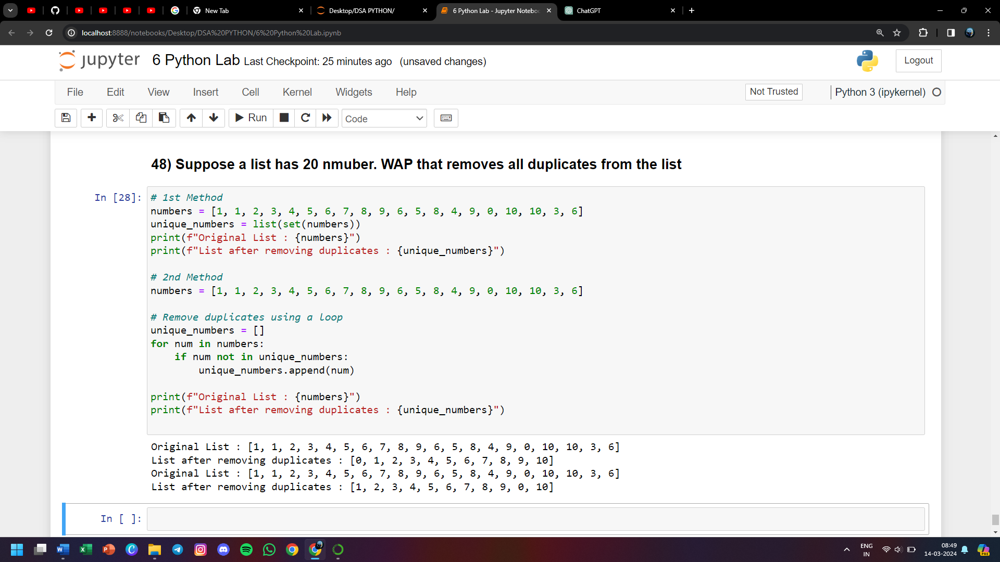 New Tab
Desktop/DSA PYTHON/
6 Python Lab - Jupyter Noteboo
ChatGPT
localhost:8888/notebooks/Desktop/DSA%20PYTHON/6%20Python%20Lab.ipynb
jupyter 6 Python Lab Last Checkpoint: 25 minutes ago (unsaved changes)
Logout
File Edit View Insert Cell Kernel Widgets Help
Not Trusted
Python 3 (ipykernel)
Run
Code
48) Suppose a list has 20 nmuber. WAP that removes all duplicates from the list
In [28]:
# 1st Method
numbers = [1, 1, 2, 3, 4, 5, 6, 7, 8, 9, 6, 5, 8, 4, 9, 0, 10, 10, 3, 6]
unique_numbers = list(set(numbers))
print(f"Original List : {numbers}")
print(f"List after removing duplicates : {unique_numbers}")
# 2nd Method
numbers = [1, 1, 2, 3, 4, 5, 6, 7, 8, 9, 6, 5, 8, 4, 9, 0, 10, 10, 3, 6]
# Remove duplicates using a loop
unique_numbers = []
for num in numbers:
    if num not in unique_numbers:
        unique_numbers.append(num)
print(f"Original List : {numbers}")
print(f"List after removing duplicates : {unique_numbers}")
Original List : [1, 1, 2, 3, 4, 5, 6, 7, 8, 9, 6, 5, 8, 4, 9, 0, 10, 10, 3, 6]
List after removing duplicates : [0, 1, 2, 3, 4, 5, 6, 7, 8, 9, 10]
Original List : [1, 1, 2, 3, 4, 5, 6, 7, 8, 9, 6, 5, 8, 4, 9, 0, 10, 10, 3, 6]
List after removing duplicates : [1, 2, 3, 4, 5, 6, 7, 8, 9, 0, 10]
In [ ]:
ENG
IN
08:49
14-03-2024
PRE